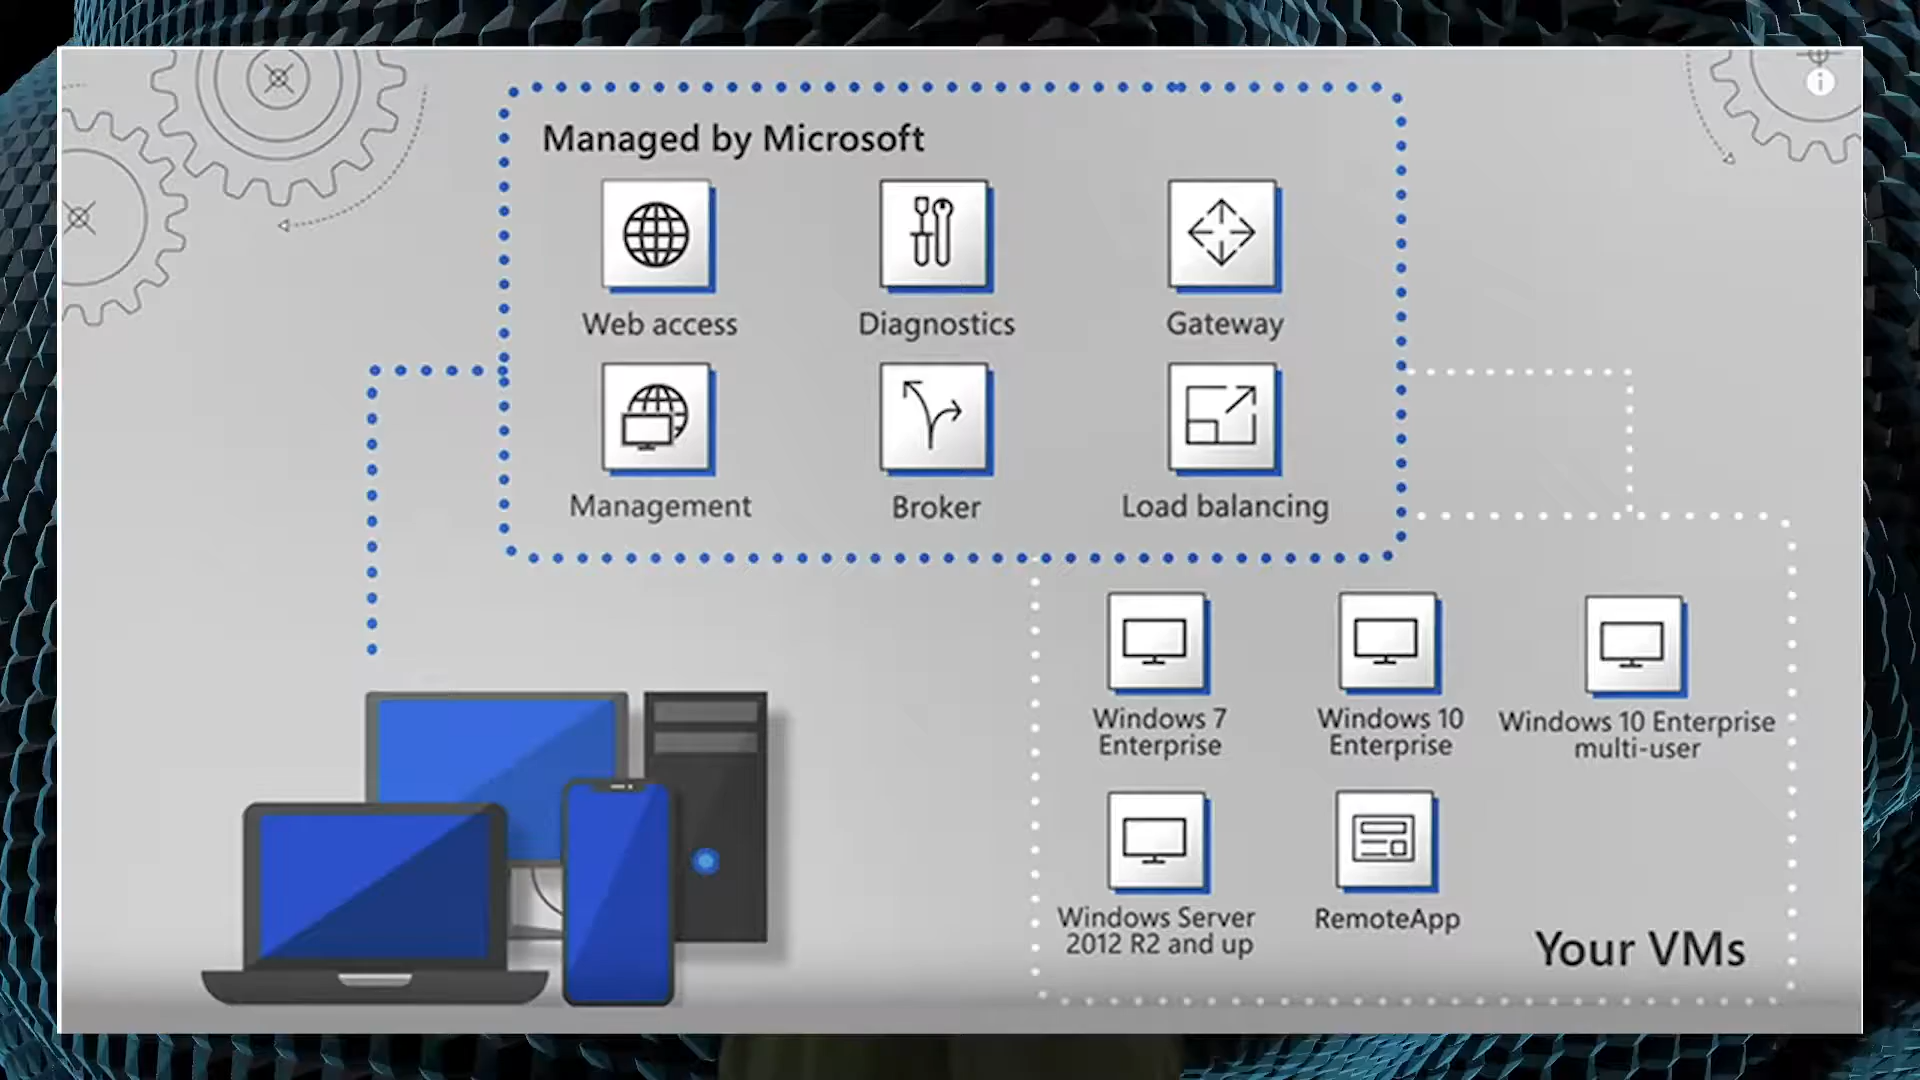 Managed by Microsoft
Web access
Diagnostics
Gateway
Management
Broker
Load balancing
Windows 7
Enterprise
Windows 10
Enterprise
Windows 10 Enterprise
multi-user
Windows Server
2012 R2 and up
RemoteApp
Your VMs